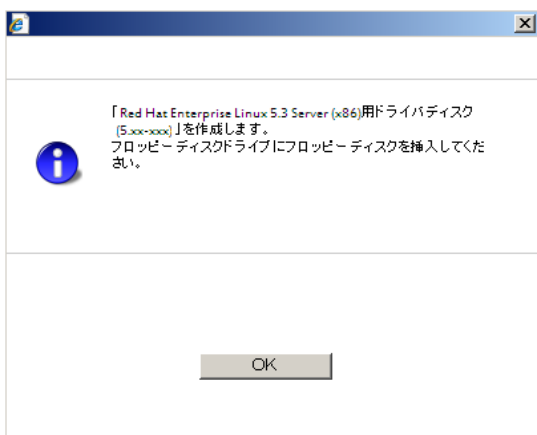 「Red Hat Enterprise Linux 5.3 Server (x86)用ドライバディスク
(5.xx-xxx)」を作成します。
フロッピーディスクドライブにフロッピーディスクを挿入してくだ
さい。
OK